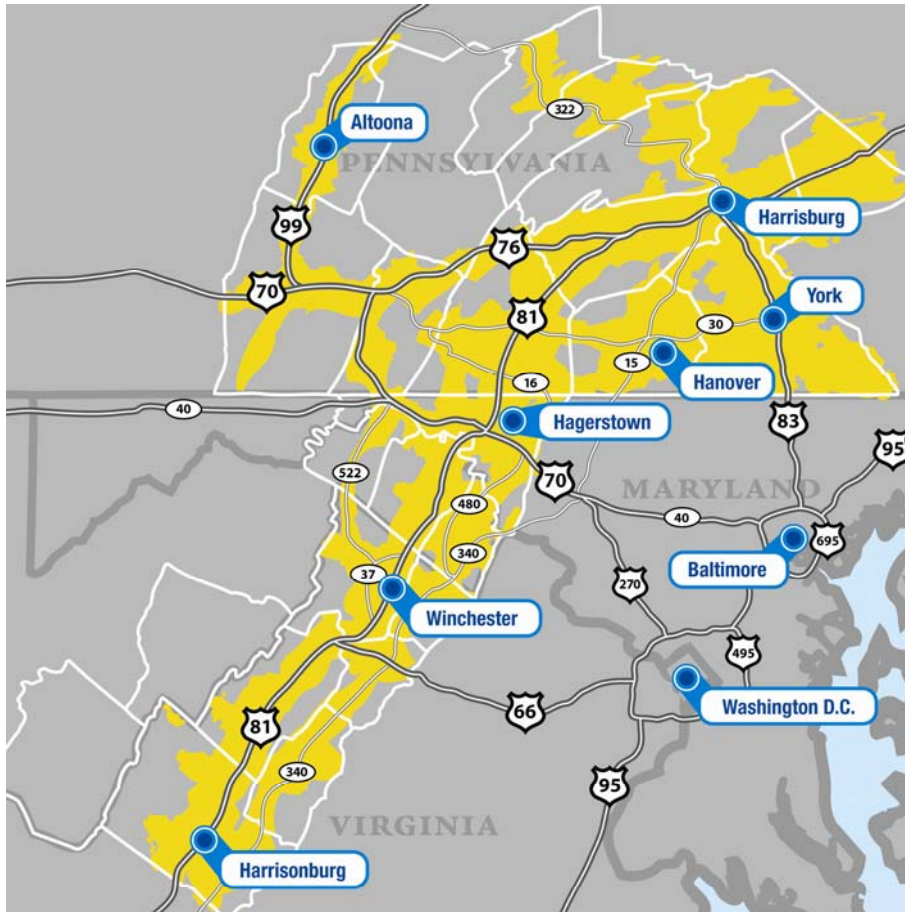 322
Altoona
PENNSYLVANIA
Harrisburg
99
76
70
York
81
30
15
Hanover
16
40
Hagerstown
83
95
522
70
MARYLAND
480
40
695
340
Baltimore
37
270
Winchester
495
Washington D.C.
66
81
340
95
VIRGINIA
Harrisonburg